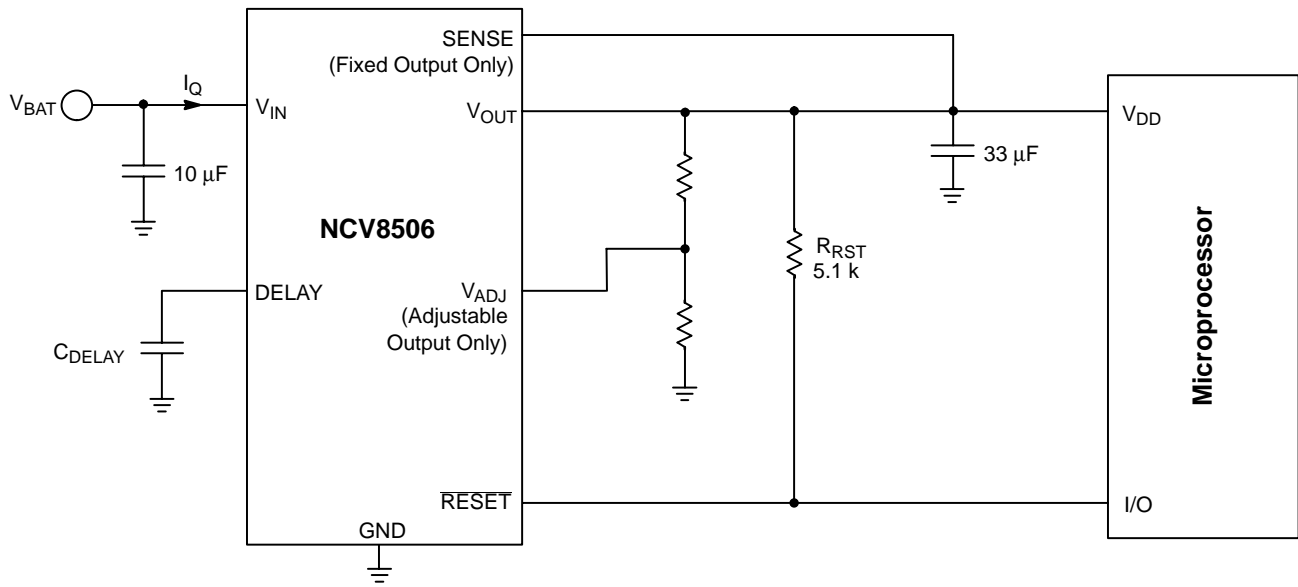 SENSE
(Fixed Output Only)
V_BAT
I_Q
V_IN
V_OUT
V_DD
10 μF
33 μF
NCV8506
R_RST
5.1 k
DELAY
V_ADJ
(Adjustable
Output Only)
C_DELAY
Microprocessor
RESET
I/O
GND